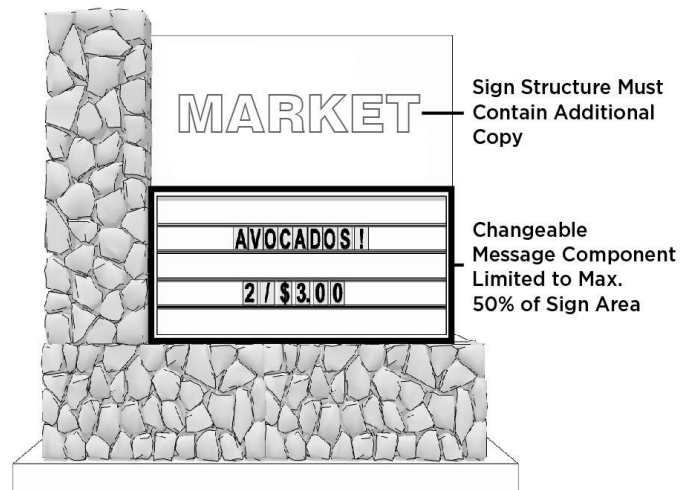 MARKET
Sign Structure Must
Contain Additional
Copy
AVOCADOS!
2/$3.00
Changeable
Message Component
Limited to Max.
50% of Sign Area